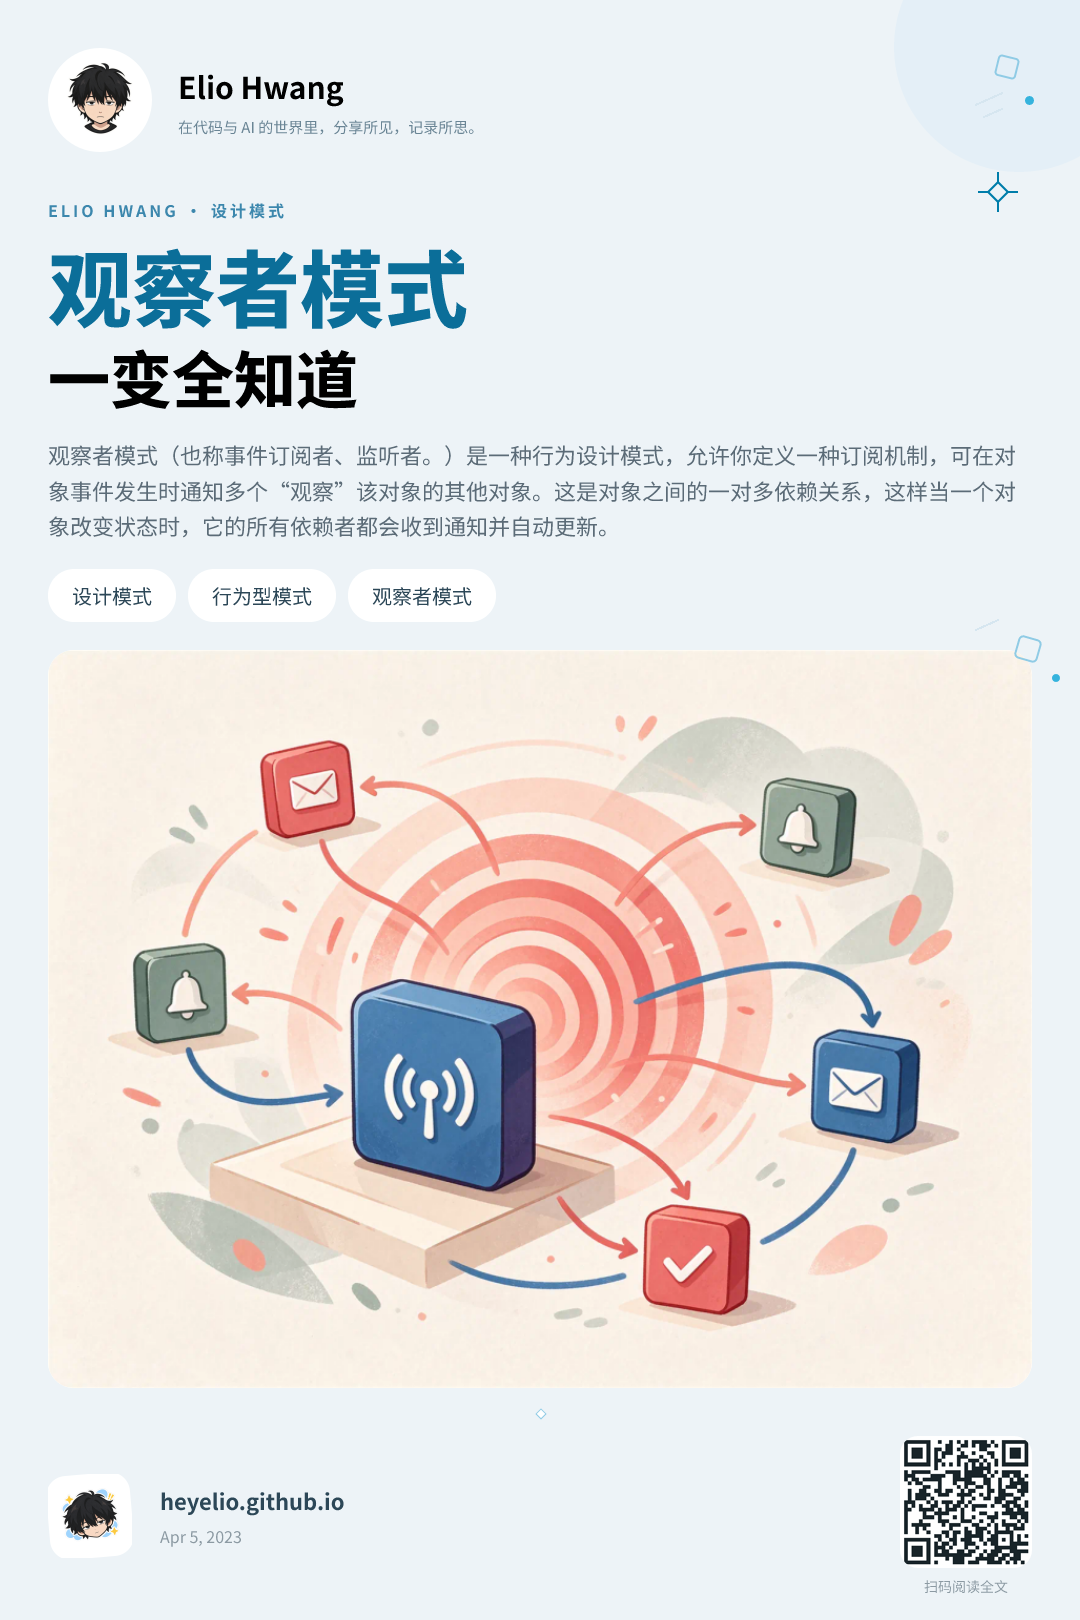 Elio Hwang
在代码与 AI 的世界里，分享所见，记录所思。
ELIO HWANG • 设计模式
观察者模式
一变全知道
观察者模式（也称事件订阅者、监听者。）是一种行为设计模式，允许你定义一种订阅机制，可在对
象事件发生时通知多个“观察”该对象的其他对象。这是对象之间的一对多依赖关系，这样当一个对
象改变状态时，它的所有依赖者都会收到通知并自动更新。
设计模式
行为型模式
观察者模式
heyelio.github.io
Apr 5, 2023
扫码阅读全文